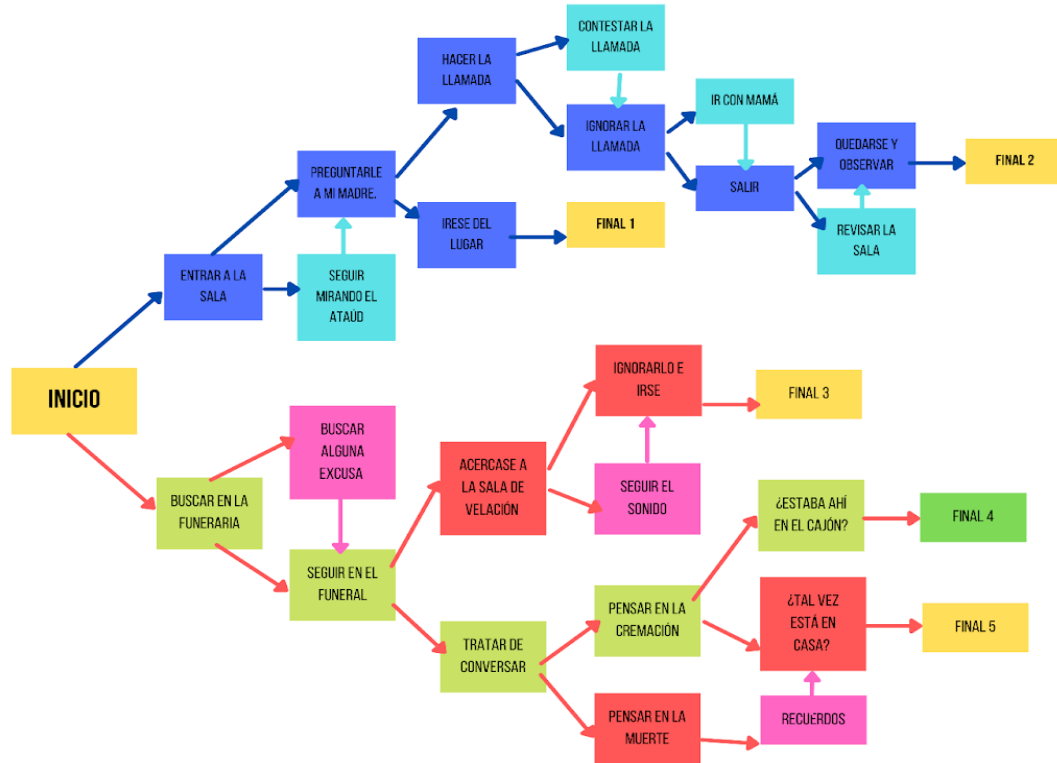 CONTESTAR LA
LLAMADA
HACER LA
LLAMADA
IR CON MAMÁ
IGNORAR LA
LLAMADA
QUEDARSE Y
OBSERVAR
FINAL 2
PREGUNTARLE
A MI MADRE.
SALIR
IRESE DEL
LUGAR
FINAL 1
REVISAR LA
SALA
ENTRAR A LA
SALA
SEGUIR
MIRANDO EL
ATAÚD
INICIO
IGNORARLO E
IRSE
FINAL 3
BUSCAR
ALGUNA
EXCUSA
ACERCASE A
LA SALA DE
VELACIÓN
SEGUIR EL
SONIDO
BUSCAR EN LA
FUNERARIA
¿ESTABA AHÍ
EN EL CAJÓN?
FINAL 4
SEGUIR EN EL
FUNERAL
PENSAR EN LA
CREMACIÓN
¿TAL VEZ
ESTÁ EN
CASA?
FINAL 5
TRATAR DE
CONVERSAR
PENSAR EN LA
MUERTE
RECUERDOS